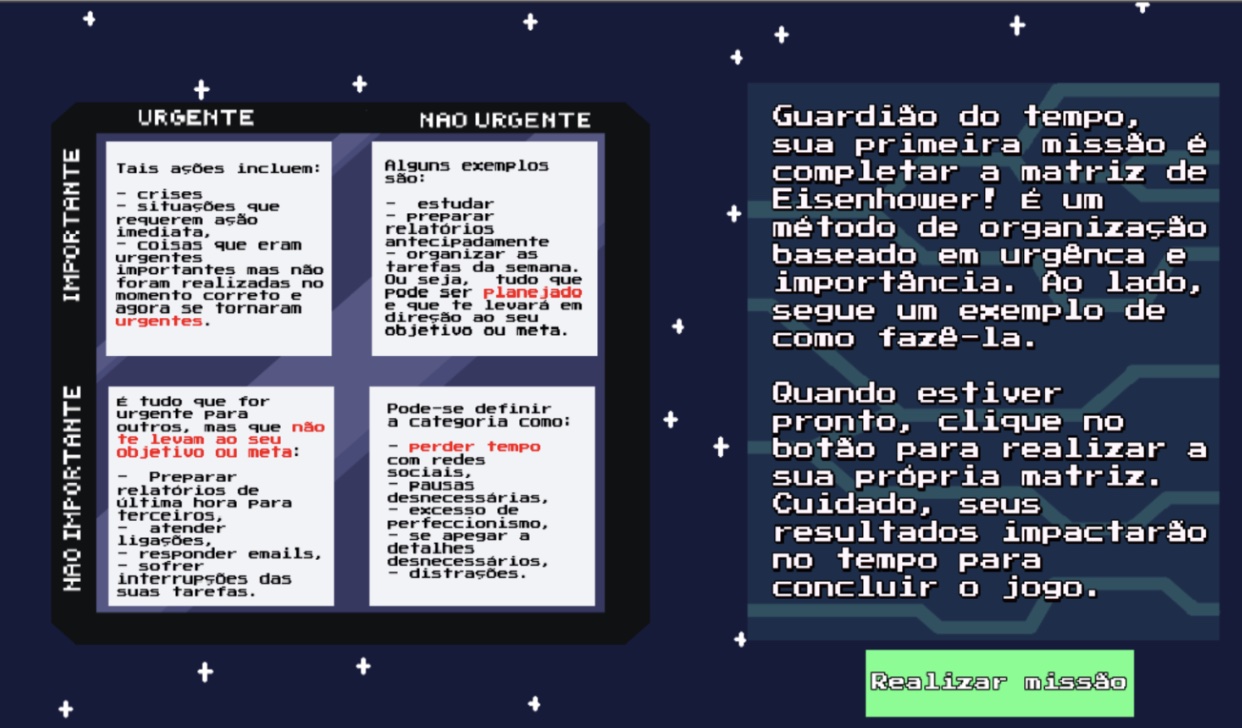 URGENTE
NAO URGENTE
IMPORTANTE
Tais ações incluem:
- crises
- situações que
requerem ação
imediata,
- coisas que eram
urgentes
importantes mas não
foram realizadas no
momento correto e
agora se tornaram
urgentes.
Alguns exemplos
são:
- estudar
- preparar
relatórios
antecipadamente
- organizar as
tarefas da semana.
Ou seja, tudo que
pode ser planejado
e que te levará em
direção ao seu
objetivo ou meta.
NAO IMPORTANTE
É tudo que for
urgente para
outros, mas que não
te levam ao seu
objetivo ou meta:
- Preparar
relatórios de
última hora para
terceiros,
- atender
ligações,
- responder emails,
- sofrer
interrupções das
suas tarefas.
Pode-se definir
a categoria como:
- perder tempo
com redes
sociais,
- pausas
desnecessárias,
- excesso de
perfeccionismo,
- se apegar a
detalhes
desnecessários,
- distrações.
Guardião do tempo,
sua primeira missão é
completar a matriz de
Eisenhower! É um
método de organização
baseado em urgênca e
importância. Ao lado,
segue um exemplo de
como fazê-la.
Quando estiver
pronto, clique no
botão para realizar a
sua própria matriz.
Cuidado, seus
resultados impactarão
no tempo para
concluir o jogo.
Realizar missão